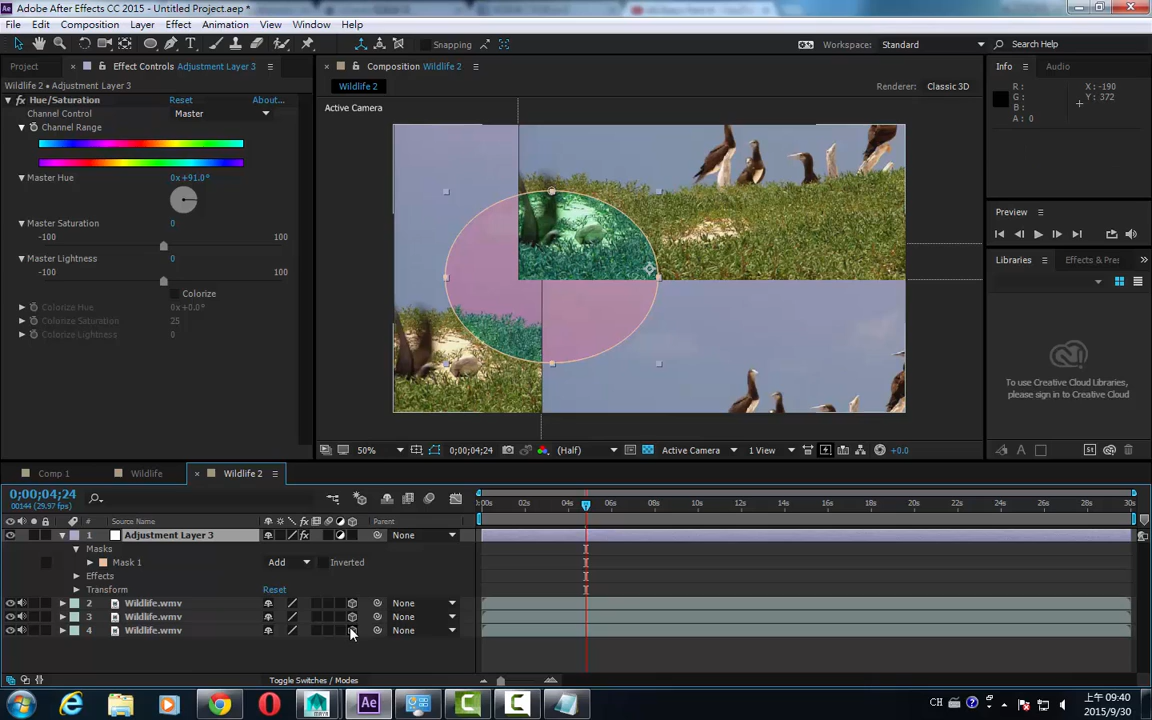 Adobe After Effects CC 2015 - Untitled Project.aep *
File Edit Composition Layer Effect Animation View Window Help
Snapping Workspace: Standard Search Help
Project Effect Controls Adjustment Layer 3 Composition Wildlife 2 Info Audio
Wildlife 2 • Adjustment Layer 3 Wildlife 2 Renderer: Classic 3D
R: X: -190
G: Y: 372
B:
A: 0
fx Hue/Saturation Reset About...
Active Camera
Channel Control Master
Channel Range
Master Hue 0x+91.0°
Master Saturation 0
-100 100
Master Lightness 0
-100 100
Colorize
Colorize Hue 0x+0.0°
Colorize Saturation 25
Colorize Lightness 0
Preview
Libraries Effects & Pre
To use Creative Cloud Libraries,
please sign in to Creative Cloud
50% 0;00;04;24 (Half) Active Camera 1 View +0.0
Comp 1 Wildlife Wildlife 2
0;00;04;24
00144 (29.97 fps)
:00s 02s 04s 06s 08s 10s 12s 14s 16s 18s 20s 22s 24s 26s 28s 30s
# Source Name Parent
1 Adjustment Layer 3 None
Masks
Mask 1 Add Inverted
Effects
Transform Reset
2 Wildlife.wmv None
3 Wildlife.wmv None
4 Wildlife.wmv None
Toggle Switches / Modes
CH 上午 09:40
2015/9/30